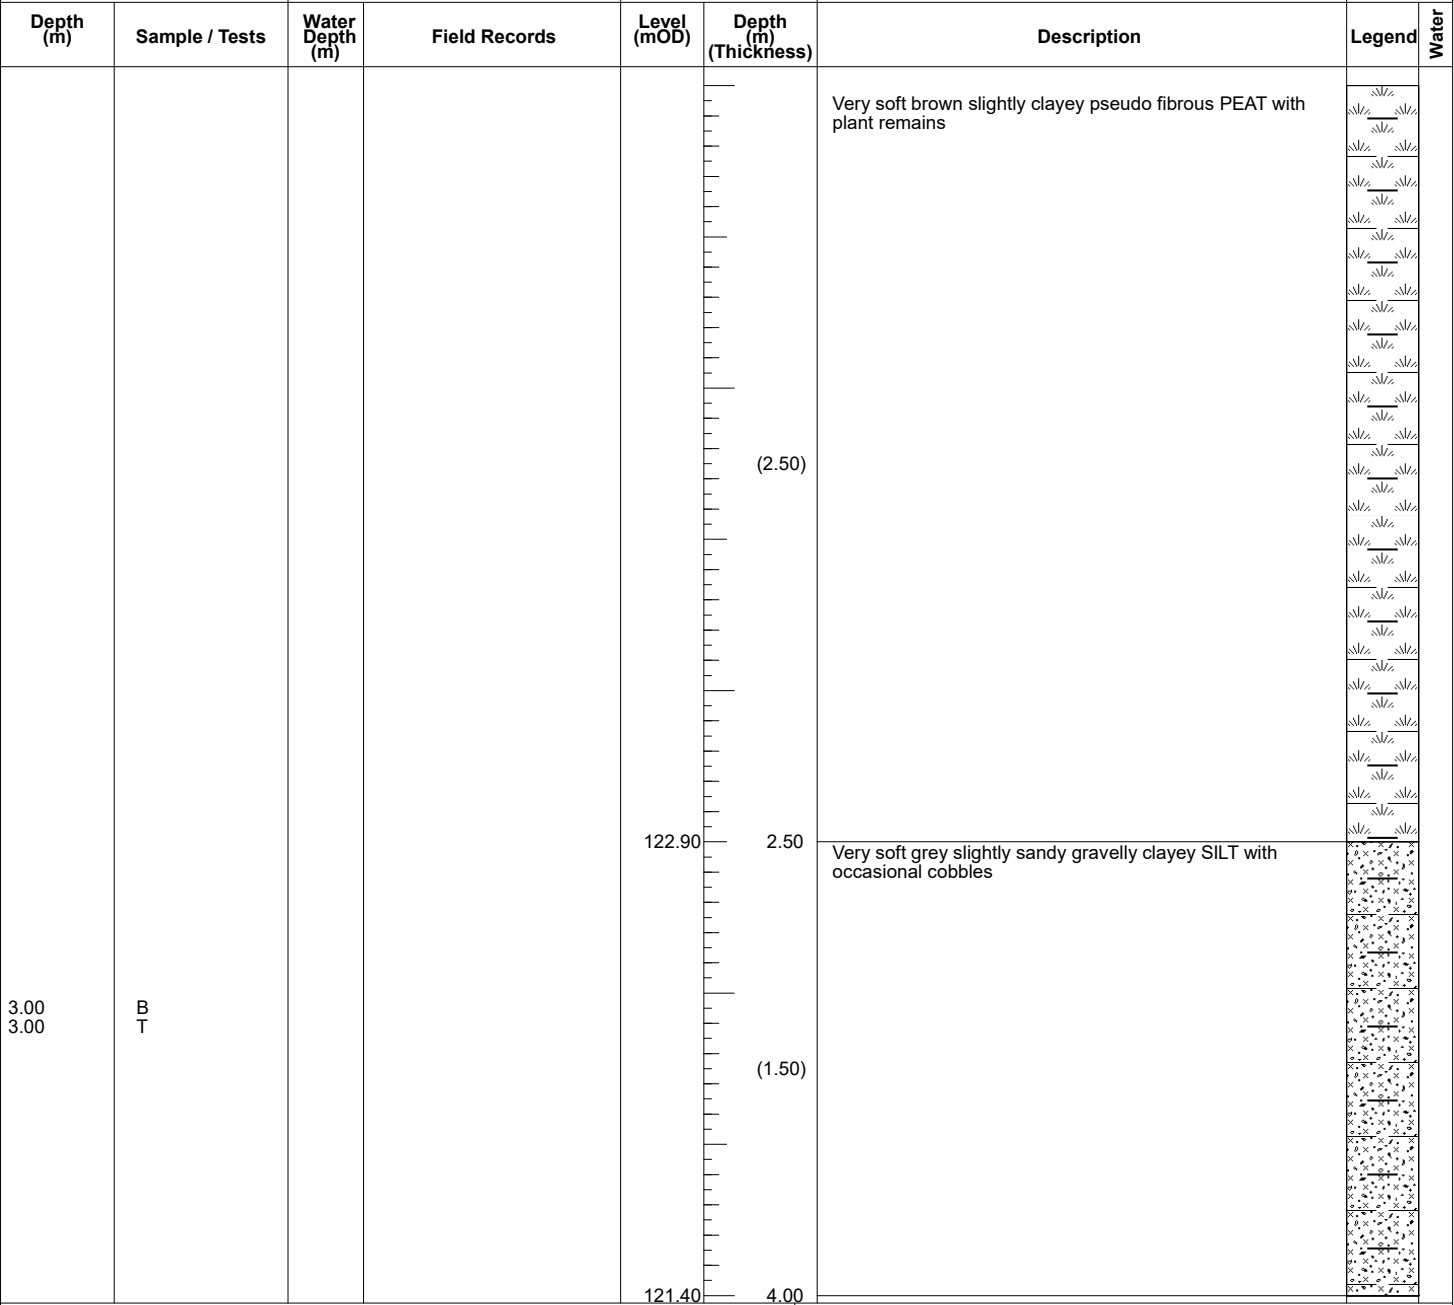 Depth (m)
Sample / Tests
Water Depth (m)
Field Records
Level (mOD)
Depth (m) (Thickness)
Description
Legend
Water
Very soft brown slightly clayey pseudo fibrous PEAT with
plant remains
(2.50)
122.90
2.50
Very soft grey slightly sandy gravelly clayey SILT with
occasional cobbles
3.00 B
3.00 T
(1.50)
121.40
4.00